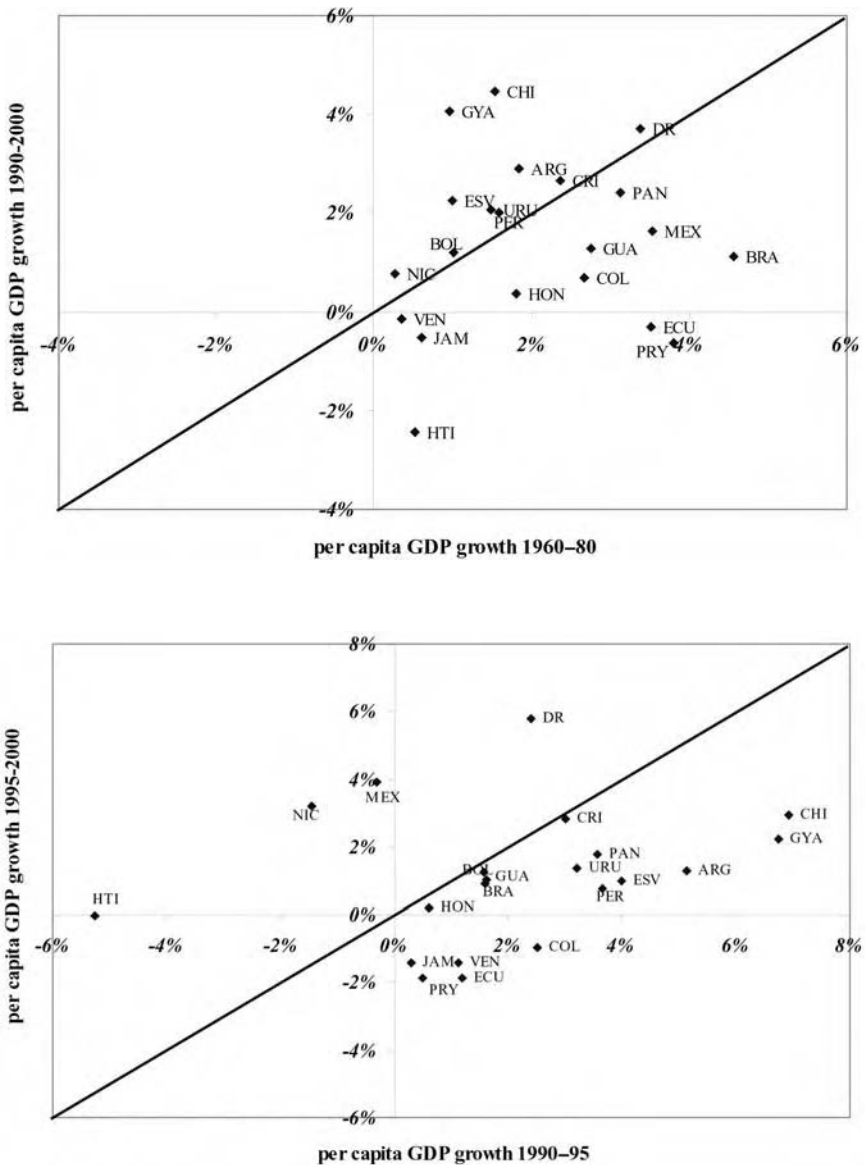 6%
CHI
4%
GYA
DR
ARG
CRI
PAN
ESV
URU
2%
PER
MEX
BOL
GUA
BRA
NIC
COL
HON
0%
VEN
ECU
-4%
-2%
0%
2%
4%
6%
JAM
PRY
-2%
HTI
-4%
per capita GDP growth 1990-2000
per capita GDP growth 1960–80
8%
6%
DR
4%
MEX
NIC
CRI
CHI
GYA
2%
PAN
BOL
GUA
URU
ARG
ESV
BRA
PER
HTI
HON
0%
-6%
-4%
-2%
0%
2%
4%
6%
8%
COL
JAM
VEN
-2%
PRY
ECU
-4%
-6%
per capita GDP growth 1995-2000
per capita GDP growth 1990–95